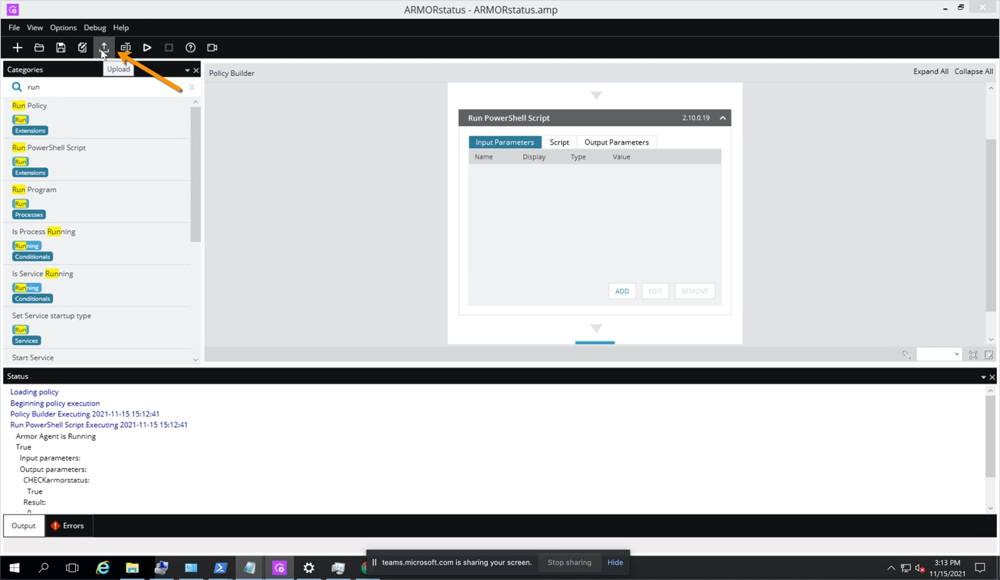 ARMORstatus - ARMORstatus.amp
File View Options Debug Help
Upload
Categories
run
Run Policy
Run
Extensions
Run PowerShell Script
Run
Extensions
Run Program
Run
Processes
Is Process Running
Running
Conditionals
Is Service Running
Running
Conditionals
Set Service startup type
Run
Services
Start Service
Policy Builder
Expand All Collapse All
Run PowerShell Script 2.10.0.19
Input Parameters Script Output Parameters
Name Display Type Value
ADD EDIT REMOVE
Status
Loading policy
Beginning policy execution
Policy Builder Executing 2021-11-15 15:12:41
Run PowerShell Script Executing 2021-11-15 15:12:41
Armor Agent is Running
True
Input parameters:
Output parameters:
CHECKarmorstatus:
True
Result:
0
Output Errors
teams.microsoft.com is sharing your screen. Stop sharing Hide
3:13 PM
11/15/2021